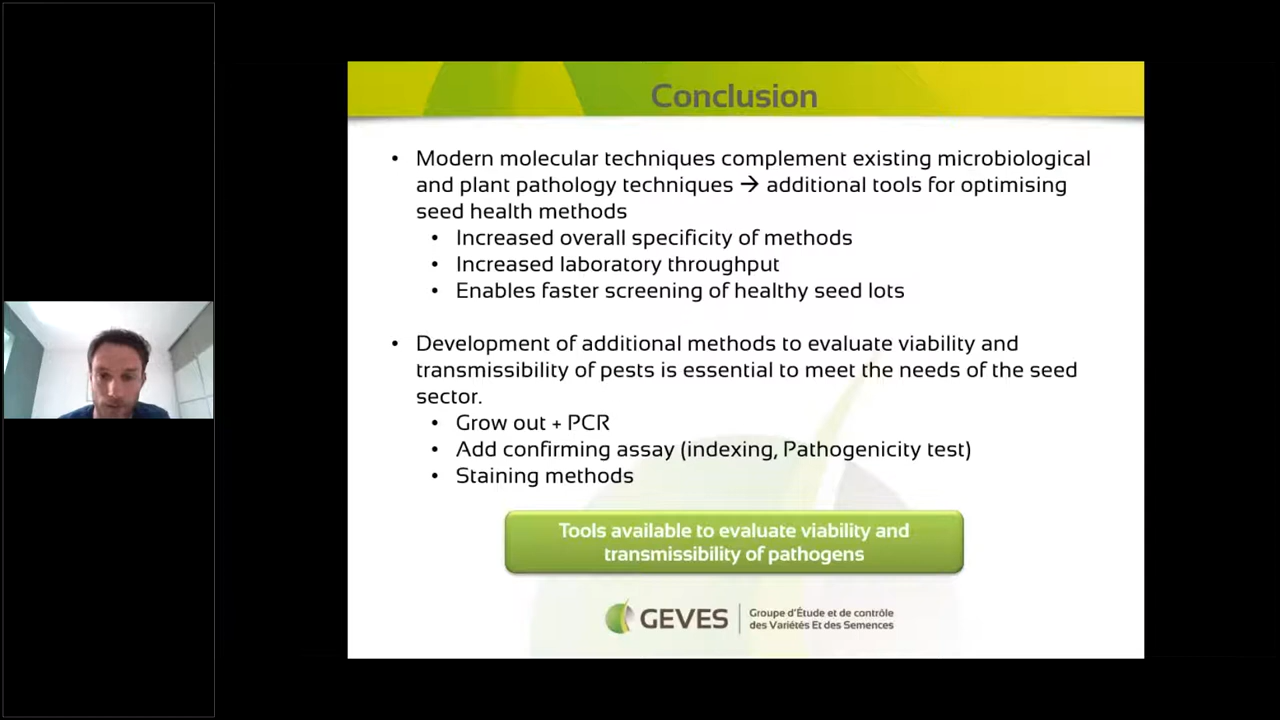 Conclusion
• Modern molecular techniques complement existing microbiological
and plant pathology techniques → additional tools for optimising
seed health methods
• Increased overall specificity of methods
• Increased laboratory throughput
• Enables faster screening of healthy seed lots
• Development of additional methods to evaluate viability and
transmissibility of pests is essential to meet the needs of the seed
sector.
• Grow out + PCR
• Add confirming assay (indexing, Pathogenicity test)
• Staining methods
Tools available to evaluate viability and
transmissibility of pathogens
GEVES
Groupe d'Étude et de contrôle
des Variétés Et des Semences